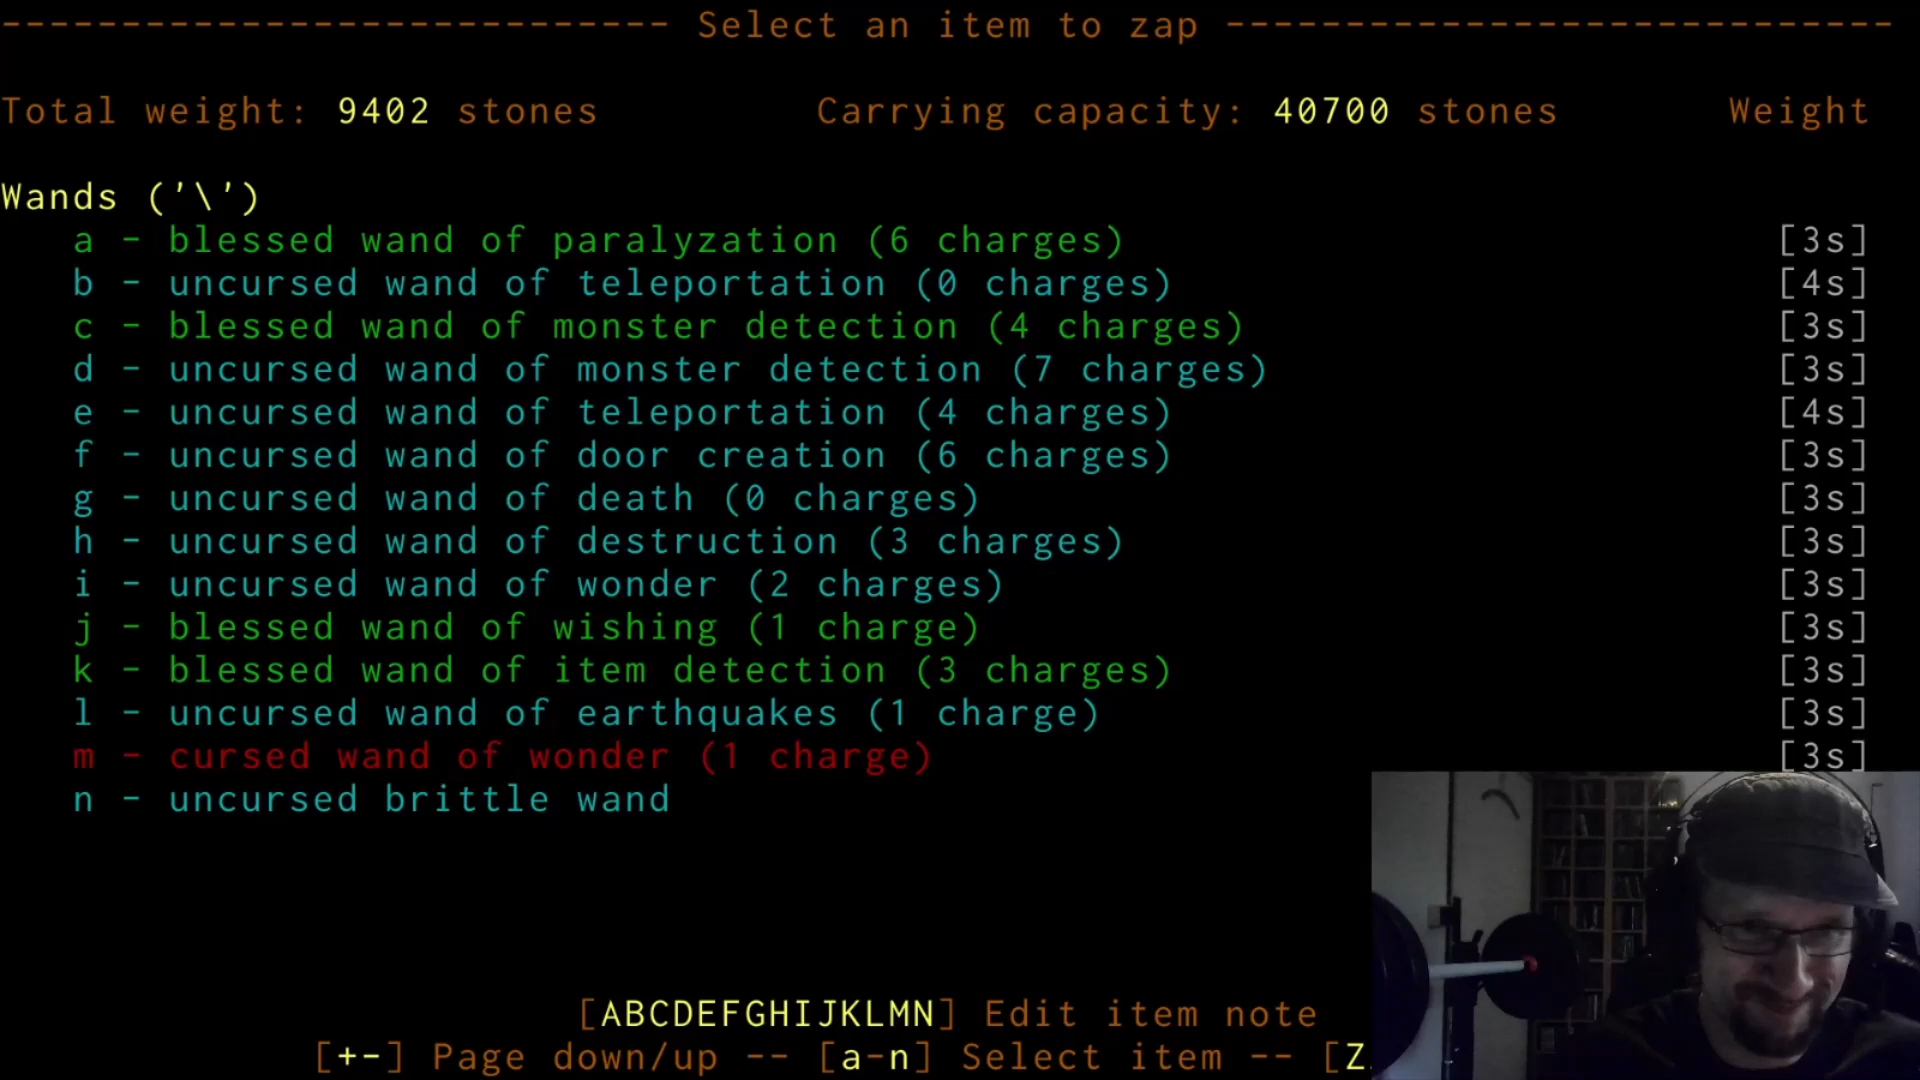 ---------------------------- Select an item to zap ----------------------------
Total weight: 9402 stones Carrying capacity: 40700 stones Weight
Wands ('\')
a - blessed wand of paralyzation (6 charges) [3s]
b - uncursed wand of teleportation (0 charges) [4s]
c - blessed wand of monster detection (4 charges) [3s]
d - uncursed wand of monster detection (7 charges) [3s]
e - uncursed wand of teleportation (4 charges) [4s]
f - uncursed wand of door creation (6 charges) [3s]
g - uncursed wand of death (0 charges) [3s]
h - uncursed wand of destruction (3 charges) [3s]
i - uncursed wand of wonder (2 charges) [3s]
j - blessed wand of wishing (1 charge) [3s]
k - blessed wand of item detection (3 charges) [3s]
l - uncursed wand of earthquakes (1 charge) [3s]
m - cursed wand of wonder (1 charge) [3s]
n - uncursed brittle wand
[ABCDEFGHIJKLMN] Edit item note
[+-] Page down/up -- [a-n] Select item -- [Z